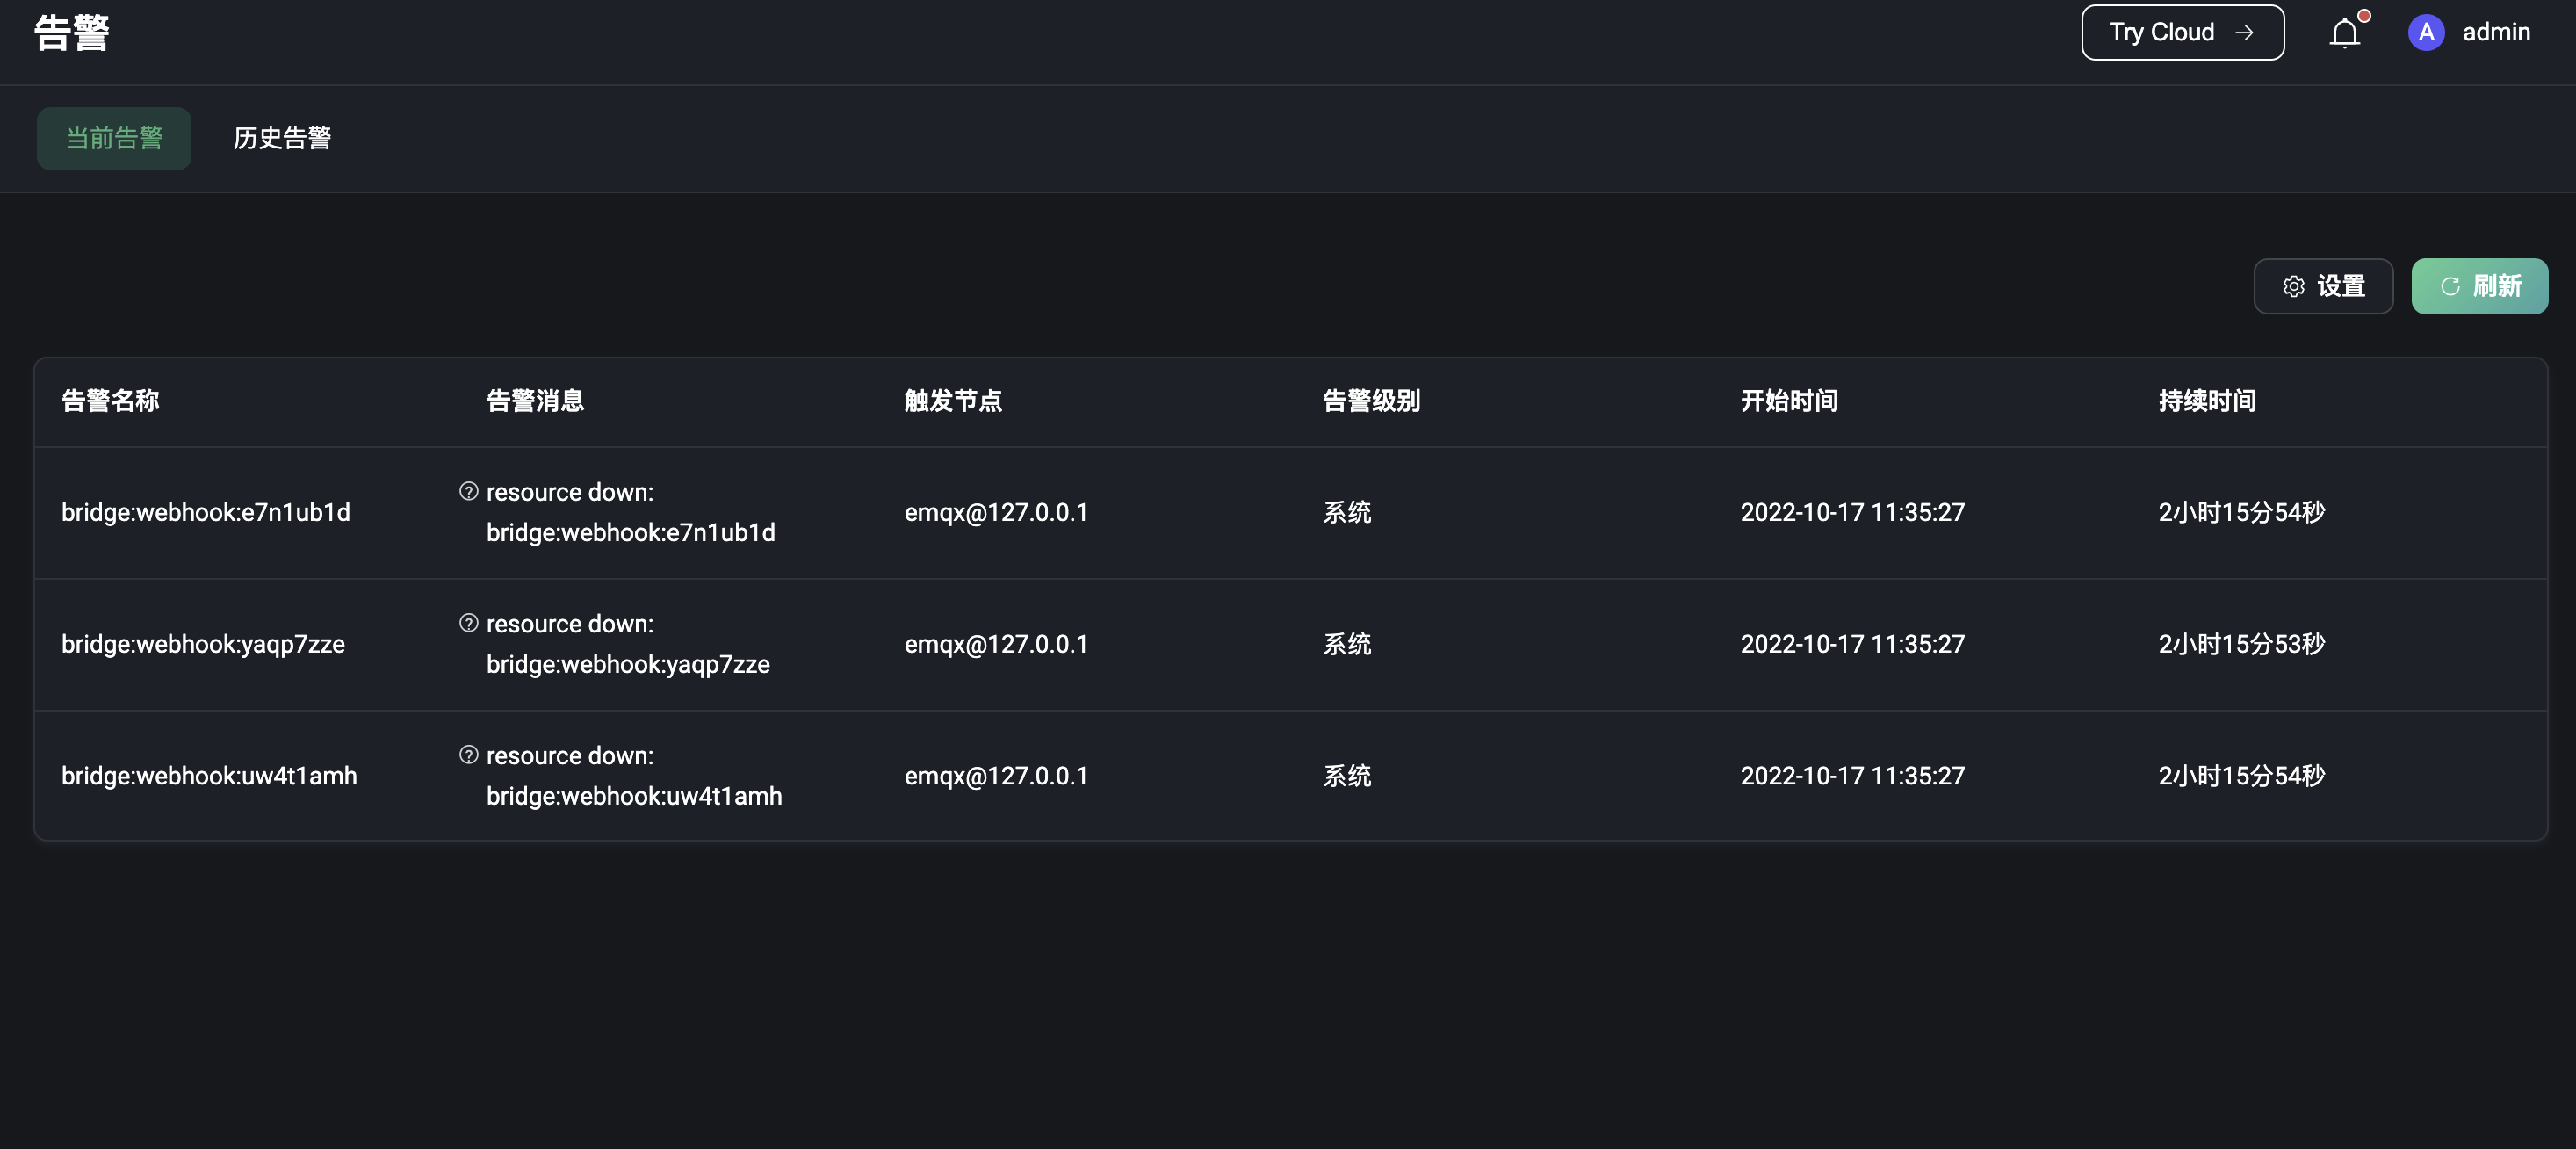 告警
Try Cloud →
A admin
当前告警 历史告警
设置 刷新
告警名称 告警消息 触发节点 告警级别 开始时间 持续时间
bridge:webhook:e7n1ub1d resource down: bridge:webhook:e7n1ub1d emqx@127.0.0.1 系统 2022-10-17 11:35:27 2小时15分54秒
bridge:webhook:yaqp7zze resource down: bridge:webhook:yaqp7zze emqx@127.0.0.1 系统 2022-10-17 11:35:27 2小时15分53秒
bridge:webhook:uw4t1amh resource down: bridge:webhook:uw4t1amh emqx@127.0.0.1 系统 2022-10-17 11:35:27 2小时15分54秒